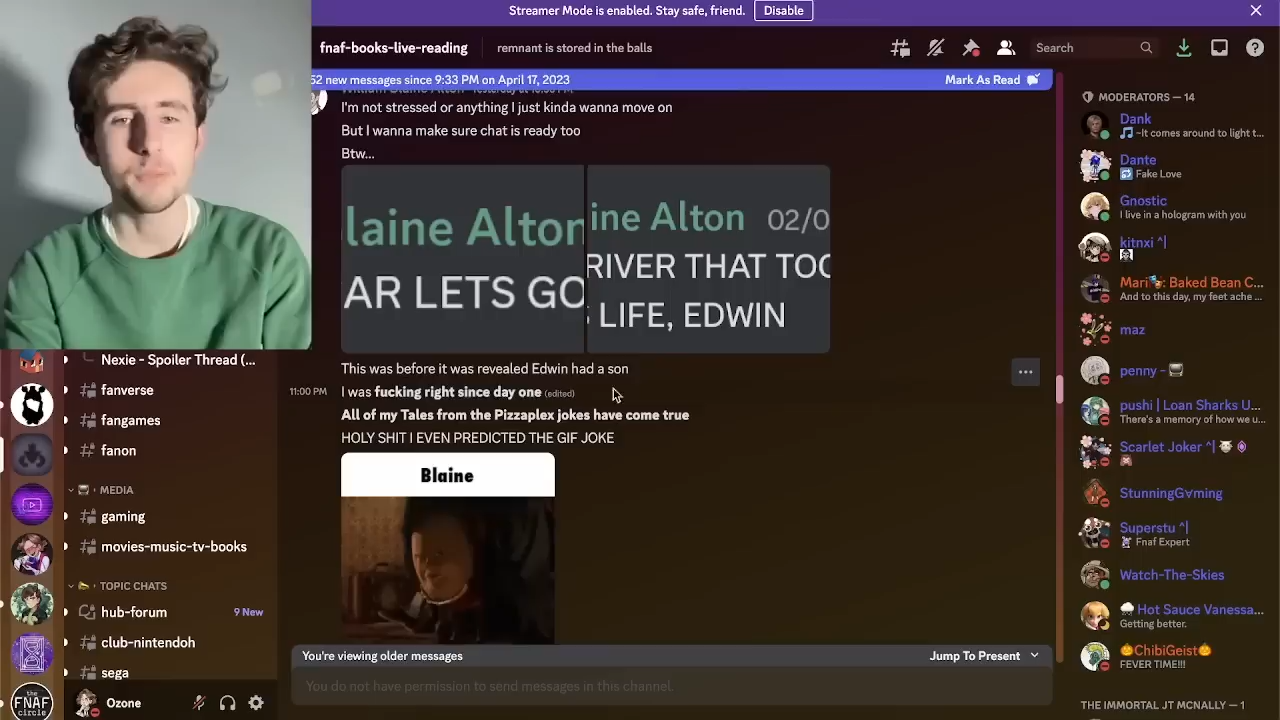 Streamer Mode is enabled. Stay safe, friend.
Disable
fnaf-books-live-reading
remnant is stored in the balls
Search
52 new messages since 9:33 PM on April 17, 2023
Mark As Read
William Blaine Alton
I'm not stressed or anything I just kinda wanna move on
But I wanna make sure chat is ready too
Btw...
laine Alton
AR LETS GO
ine Alton 02/0
RIVER THAT TOO
LIFE, EDWIN
This was before it was revealed Edwin had a son
11:00 PM
I was fucking right since day one (edited)
All of my Tales from the Pizzaplex jokes have come true
HOLY SHIT I EVEN PREDICTED THE GIF JOKE
Blaine
You're viewing older messages
Jump To Present
You do not have permission to send messages in this channel.
Nexie - Spoiler Thread (...
fanverse
fangames
fanon
MEDIA
gaming
movies-music-tv-books
TOPIC CHATS
hub-forum
9 New
club-nintendoh
sega
Ozone
the
FNAF
circle
MODERATORS — 14
Dank
~It comes around to light t...
Dante
Fake Love
Gnostic
I live in a hologram with you
kitnxi ^|
Mari : Baked Bean C...
And to this day, my feet ache ...
maz
penny -
pushi | Loan Sharks U...
There's a memory of how we u...
Scarlet Joker ^|
StunningG∀ming
Superstu ^|
Fnaf Expert
Watch-The-Skies
Hot Sauce Vanessa...
Getting better.
ChibiGeist
FEVER TIME!!!
THE IMMORTAL JT MCNALLY — 1